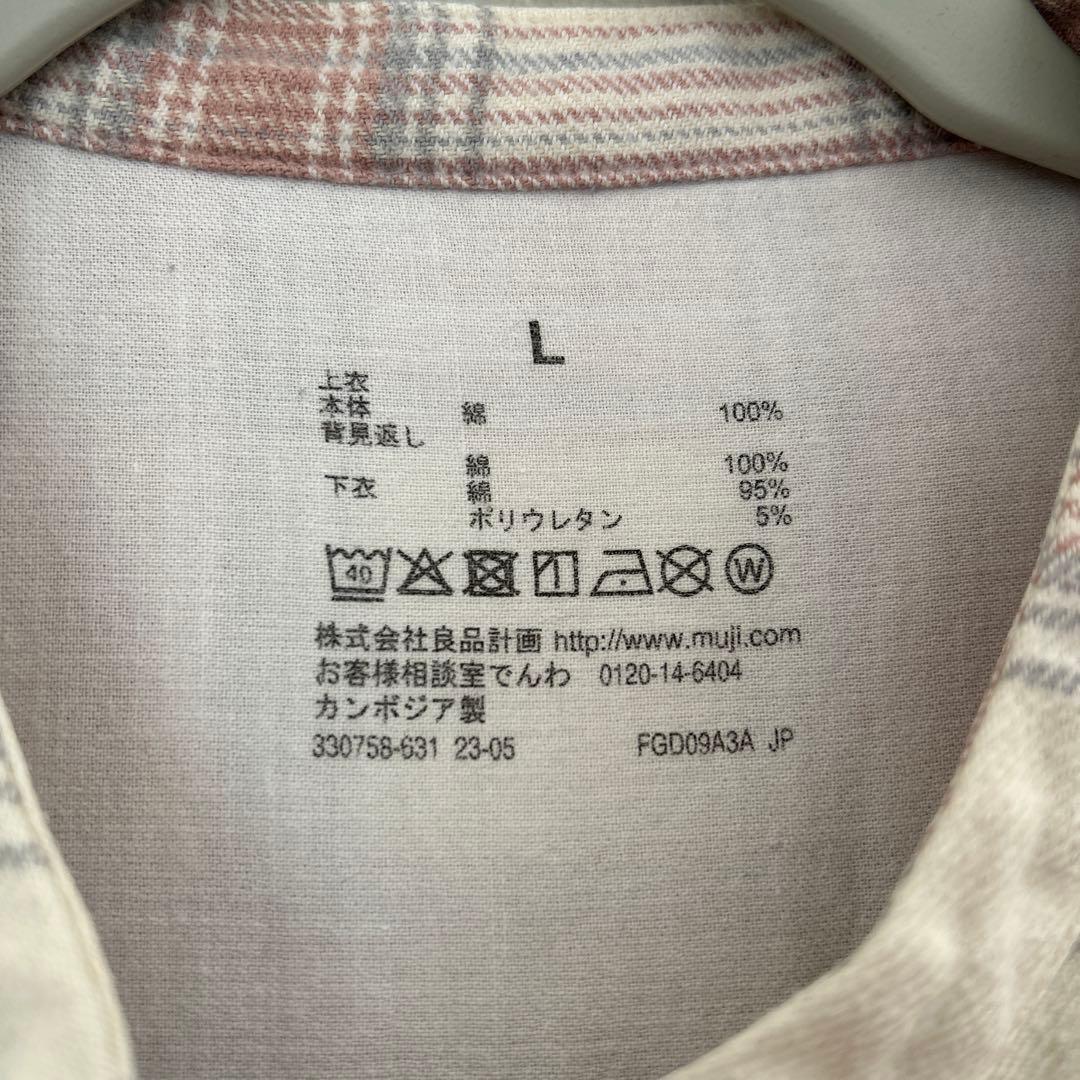 L
上衣
本体 綿 100%
背見返し
綿 100%
下衣 綿 95%
ポリウレタン 5%
40
W
株式会社良品計画 http://www.muji.com
お客様相談室でんわ 0120-14-6404
カンボジア製
330758-631 23-05 FGD09A3A JP